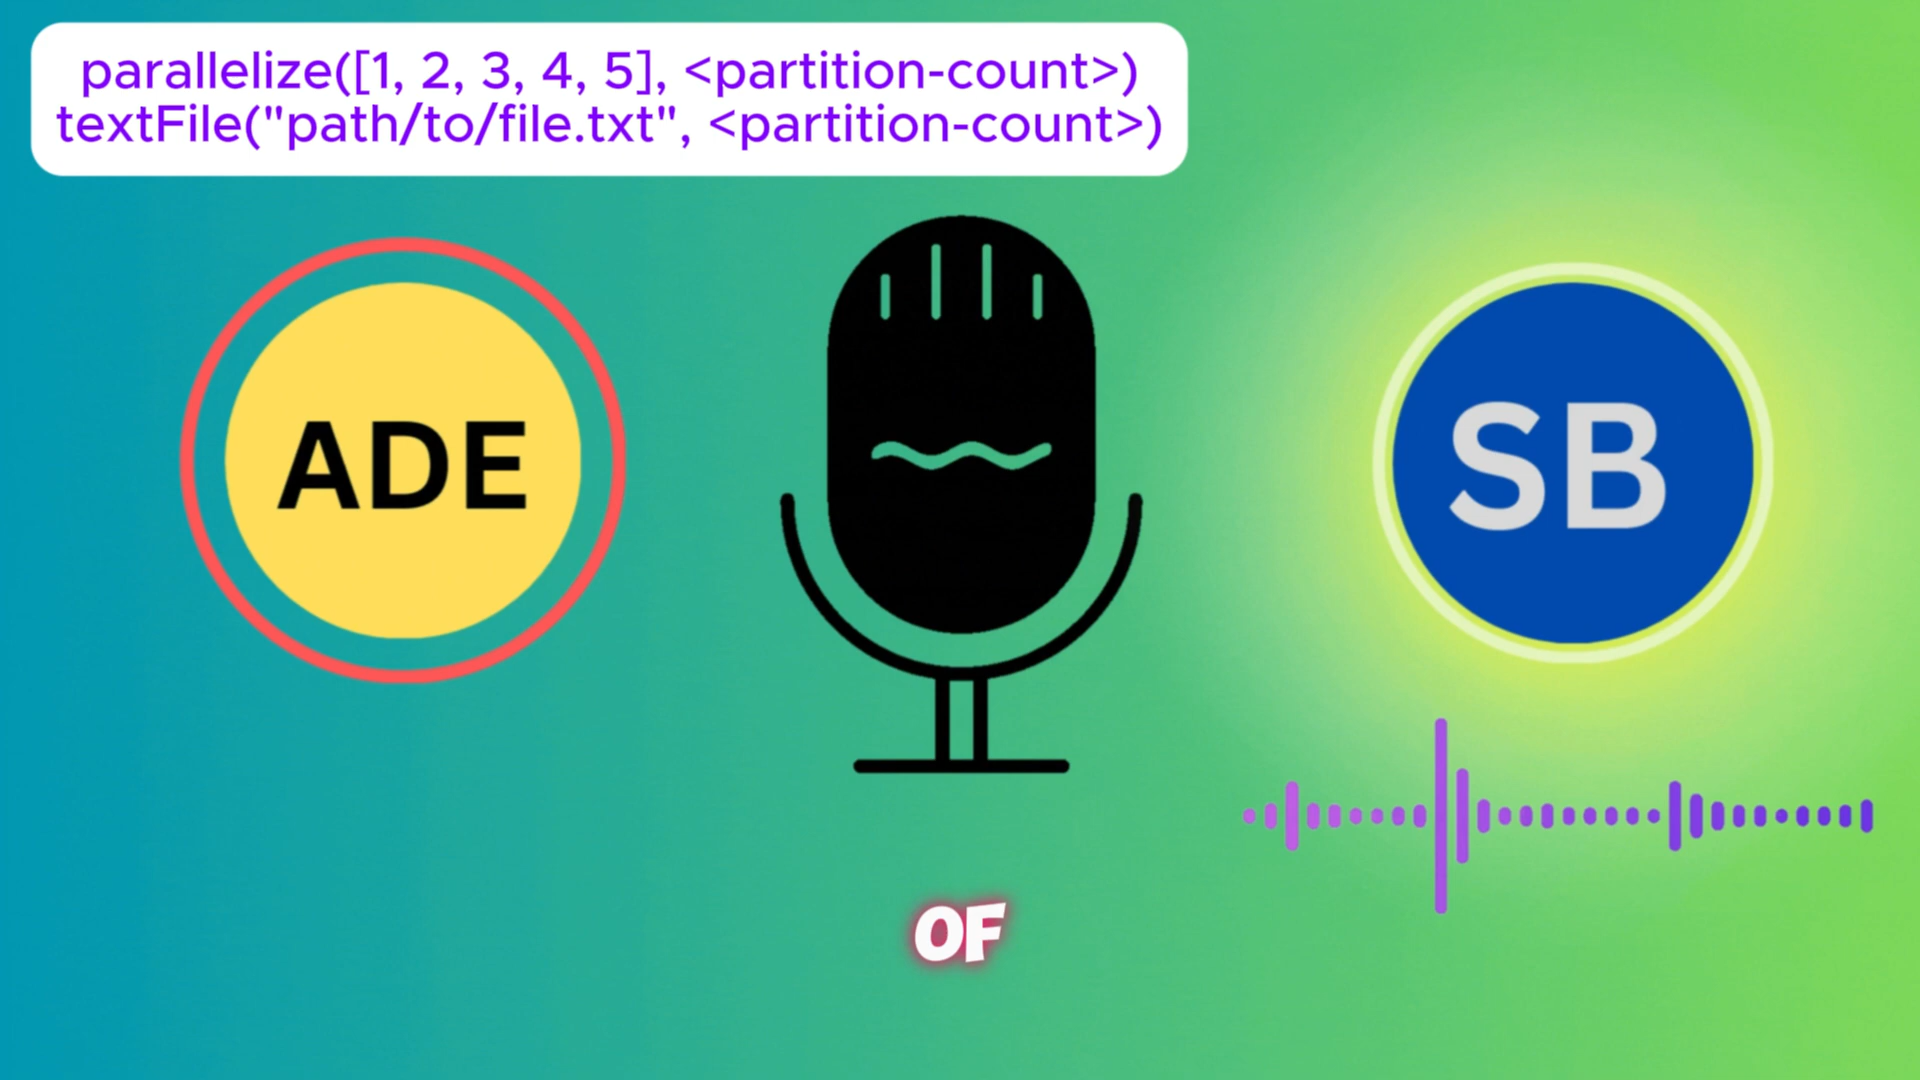 parallelize([1, 2, 3, 4, 5], <partition-count>)
textFile("path/to/file.txt", <partition-count>)
ADE
SB
OF